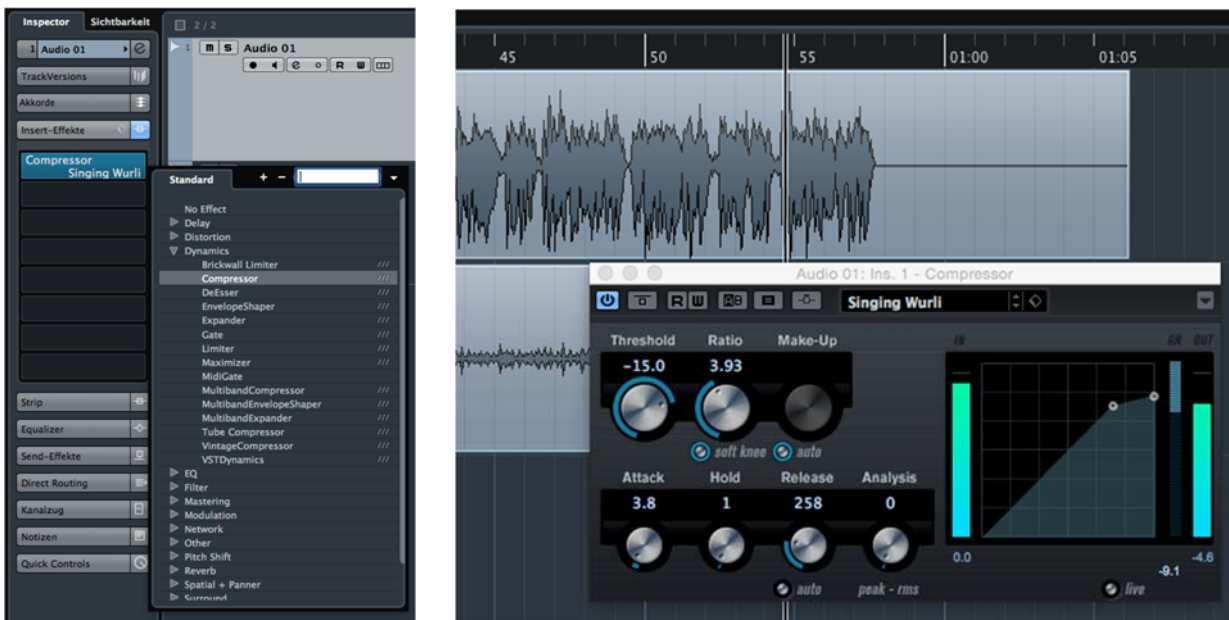 Inspector
Sichtbarkeit
2 / 2
1 Audio 01
e
TrackVersions
Akkorde
Insert-Effekte
Compressor
Singing Wurli
Strip
Equalizer
Send-Effekte
Direct Routing
Kanalzug
Notizen
Quick Controls
1 m S Audio 01
e R W
Standard + -
No Effect
Delay
Distortion
Dynamics
Brickwall Limiter
Compressor
DeEsser
EnvelopeShaper
Expander
Gate
Limiter
Maximizer
MidiGate
MultibandCompressor
MultibandEnvelopeShaper
MultibandExpander
Tube Compressor
VintageCompressor
VSTDynamics
EQ
Filter
Mastering
Modulation
Network
Other
Pitch Shift
Reverb
Spatial + Panner
Surround
45 50 55 01:00 01:05
Audio 01: Ins. 1 - Compressor
R W AB Singing Wurli
Threshold Ratio Make-Up
-15.0 3.93
soft knee auto
Attack Hold Release Analysis
3.8 1 258 0
auto peak - rms
IN GR OUT
0.0 -9.1 -4.6
live